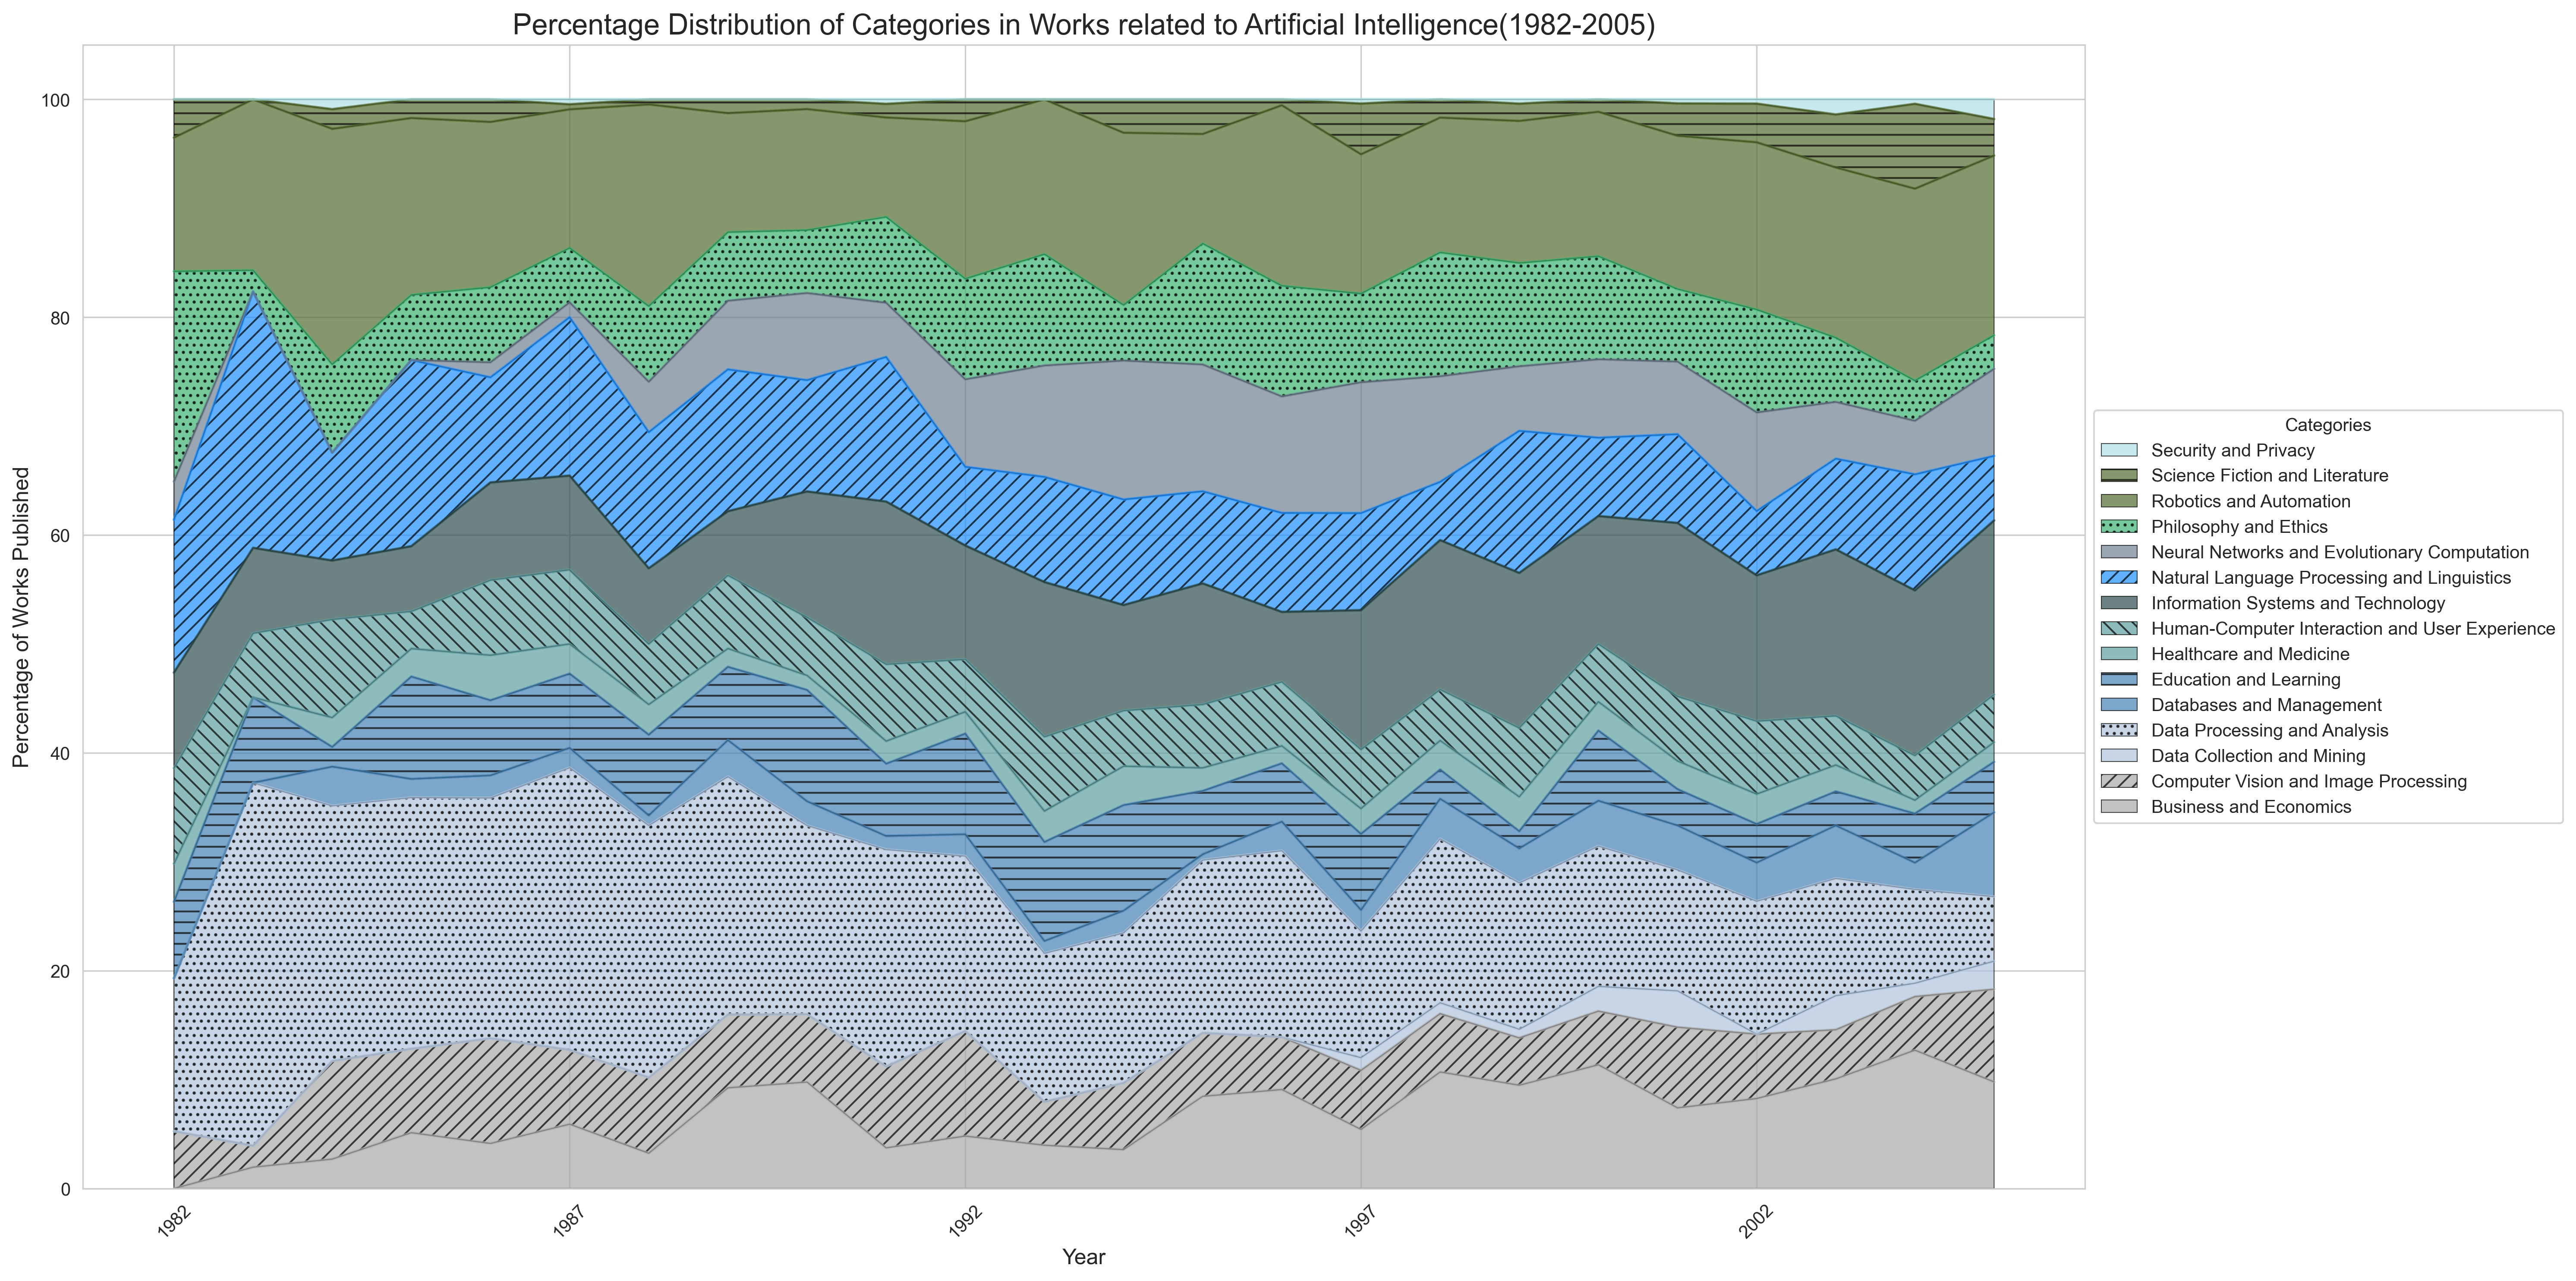 Percentage Distribution of Categories in Works related to Artificial Intelligence(1982-2005)
Percentage of Works Published
100
80
60
40
20
0
1982
1987
1992
1997
2002
Year
Categories
Security and Privacy
Science Fiction and Literature
Robotics and Automation
Philosophy and Ethics
Neural Networks and Evolutionary Computation
Natural Language Processing and Linguistics
Information Systems and Technology
Human-Computer Interaction and User Experience
Healthcare and Medicine
Education and Learning
Databases and Management
Data Processing and Analysis
Data Collection and Mining
Computer Vision and Image Processing
Business and Economics